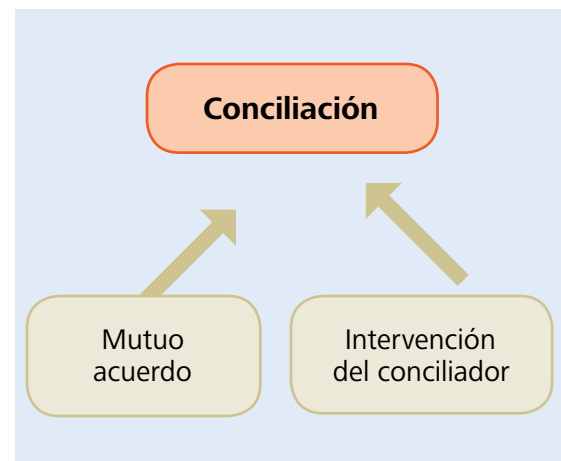 Conciliación
Mutuo
acuerdo
Intervención
del conciliador